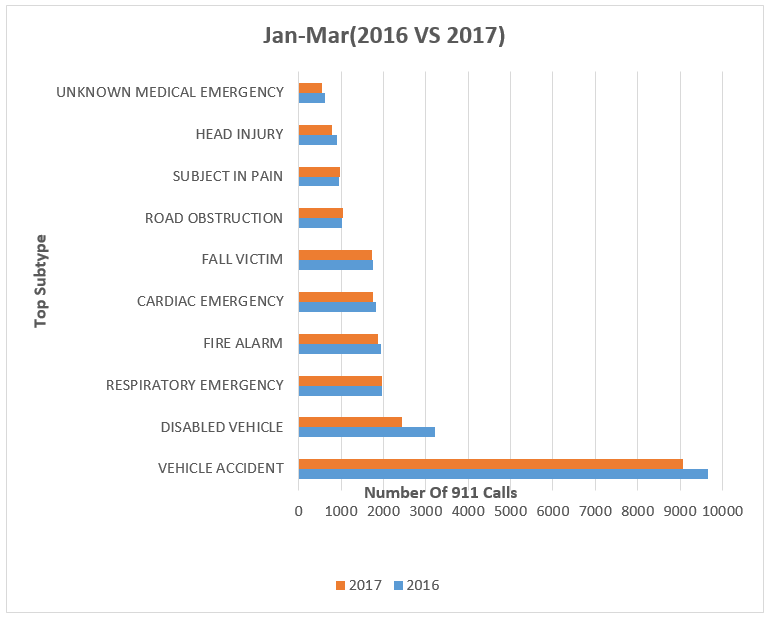 Jan-Mar(2016 VS 2017)
Top Subtype
UNKNOWN MEDICAL EMERGENCY
HEAD INJURY
SUBJECT IN PAIN
ROAD OBSTRUCTION
FALL VICTIM
CARDIAC EMERGENCY
FIRE ALARM
RESPIRATORY EMERGENCY
DISABLED VEHICLE
VEHICLE ACCIDENT
Number Of 911 Calls
0 1000 2000 3000 4000 5000 6000 7000 8000 9000 10000
2017 2016